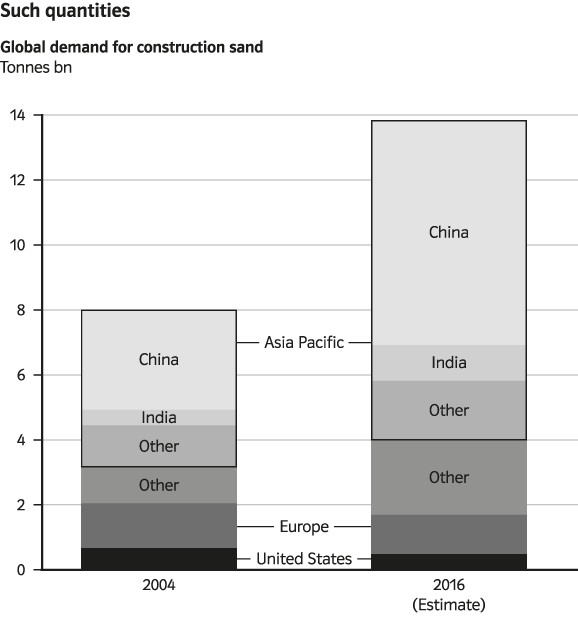 Such quantities
Global demand for construction sand
Tonnes bn
14
12
10
8
6
4
2
0
China
India
Other
Other
Asia Pacific
Europe
United States
China
India
Other
Other
2004
2016
(Estimate)